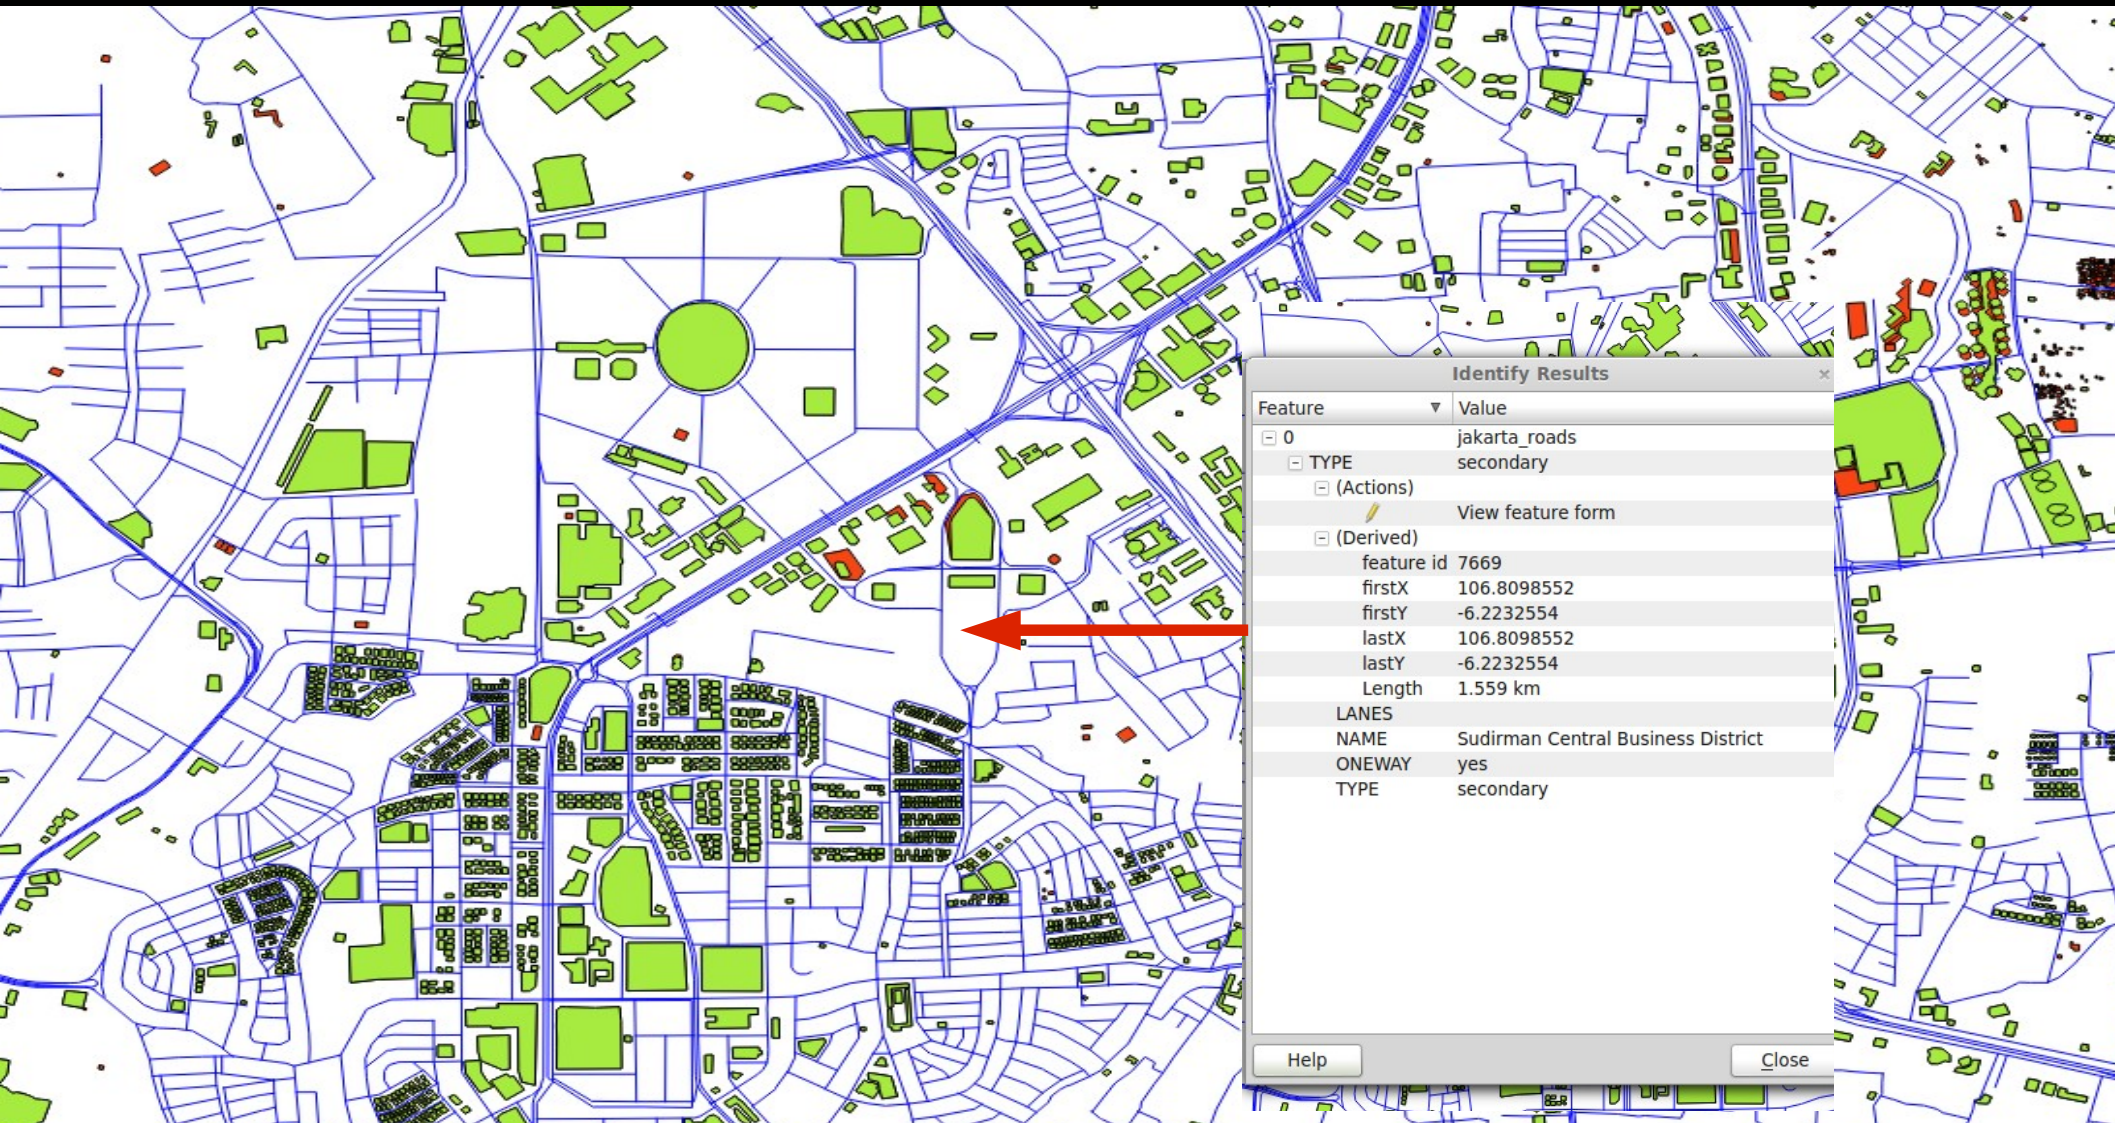 Identify Results
Feature Value
0 jakarta_roads
TYPE secondary
(Actions)
View feature form
(Derived)
feature id 7669
firstX 106.8098552
firstY -6.2232554
lastX 106.8098552
lastY -6.2232554
Length 1.559 km
LANES
NAME Sudirman Central Business District
ONEWAY yes
TYPE secondary
Help Close